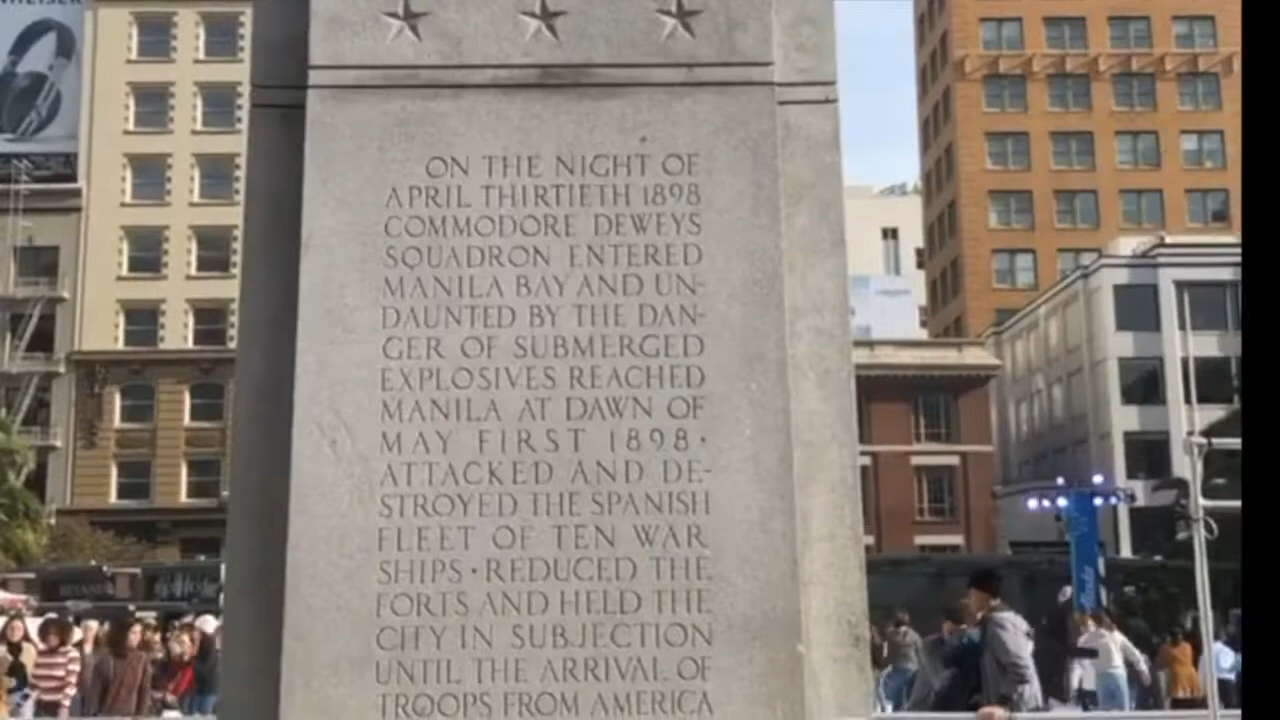 ON THE NIGHT OF
APRIL THIRTIETH 1898
COMMODORE DEWEYS
SQUADRON ENTERED
MANILA BAY AND UN-
DAUNTED BY THE DAN-
GER OF SUBMERGED
EXPLOSIVES REACHED
MANILA AT DAWN OF
MAY FIRST 1898·
ATTACKED AND DE-
STROYED THE SPANISH
FLEET OF TEN WAR
SHIPS·REDUCED THE
FORTS AND HELD THE
CITY IN SUBJECTION
UNTIL THE ARRIVAL OF
TROOPS FROM AMERICA